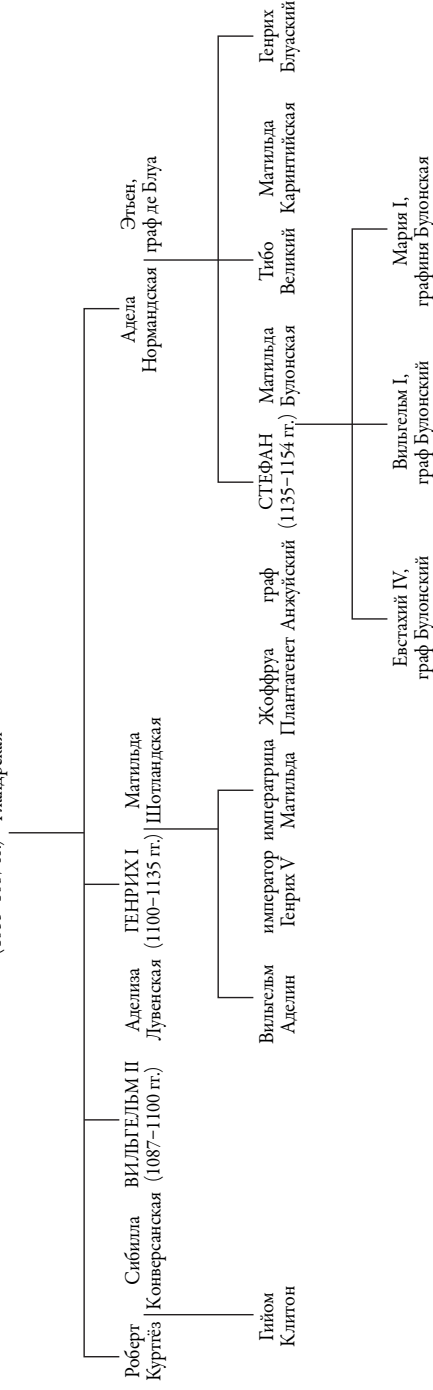 Роберт
Куртгёз
Сибилла
Конверсанская
ВИЛЬГЕЛЬМ II
(1087–1100 гг.)
Аделиза
Лувенская
ГЕНРИХ I
(1100–1135 гг.)
Матильда
Шотландская
Адела
Нормандская
Этьен,
граф де Блуа
Гийом
Клитон
Вильгельм
Аделин
император
Генрих V
императрица
Матильда
Жоффруа
Плантагенет
граф
Анжуйский
СТЕФАН
(1135–1154 гг.)
Матильда
Булонская
Тибо
Великий
Матильда
Каринтийская
Генрих
Блуаский
Евстахий IV,
граф Булонский
Вильгельм I,
граф Булонский
Мария I,
графиня Булонская